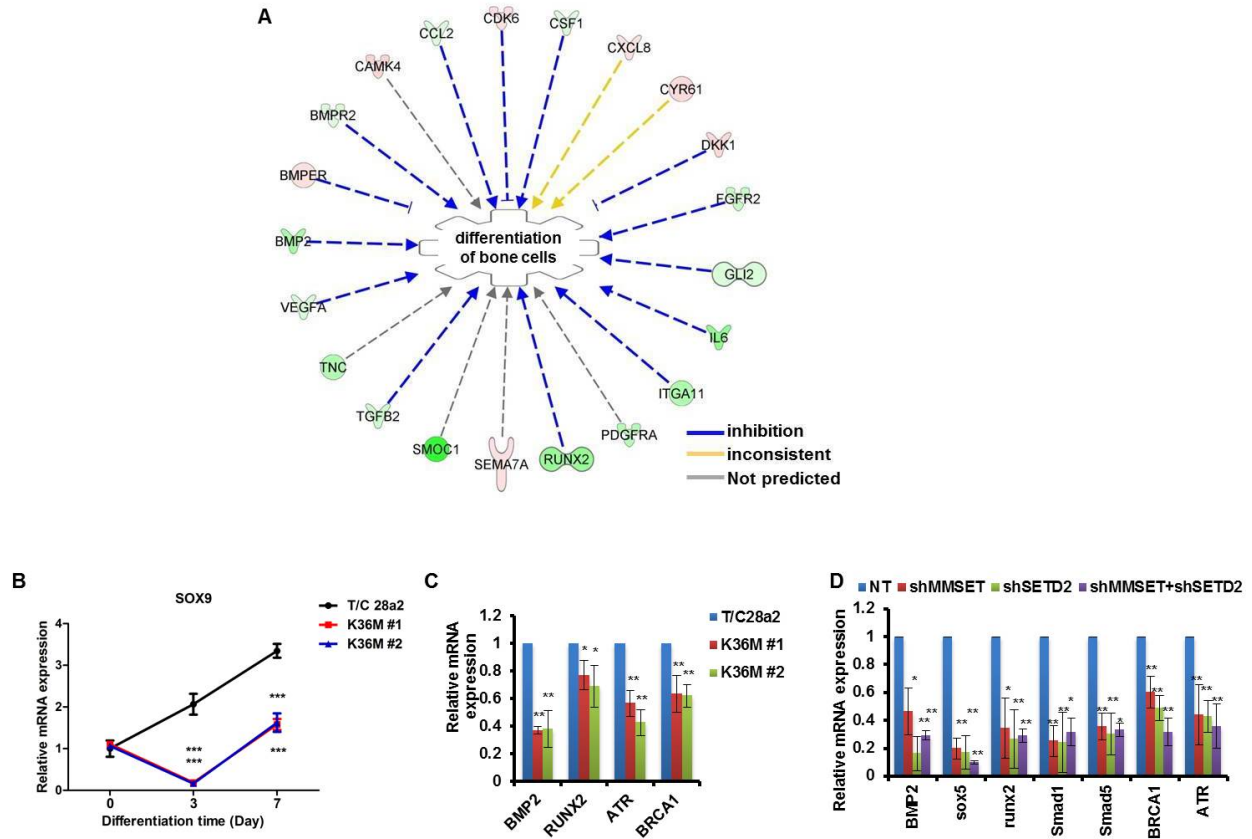 A
CDK6
CCL2
CSF1
CAMK4
CXCL8
CYR61
BMPR2
DKK1
BMPER
FGFR2
BMP2
differentiation
of bone cells
GLI2
VEGFA
IL6
TNC
ITGA11
TGFB2
PDGFRA
SMOC1
SEMA7A
RUNX2
inhibition
inconsistent
Not predicted
B
SOX9
T/C 28a2
K36M #1
K36M #2
Relative mRNA expression
4
3
2
1
0
***
***
***
***
0
3
7
Differentiation time (Day)
C
T/C28a2
K36M #1
K36M #2
Relative mRNA
expression
1.2
1
0.8
0.6
0.4
0.2
0
** **
* *
** **
** **
BMP2
RUNX2
ATR
BRCA1
D
NT shMMSET shSETD2 shMMSET+shSETD2
Relative mRNA expression
1.2
1
0.8
0.6
0.4
0.2
0
* ** **
** ** **
* ** **
** ** *
** ** *
** ** **
** ** **
BMP2
sox5
runx2
Smad1
Smad5
BRCA1
ATR